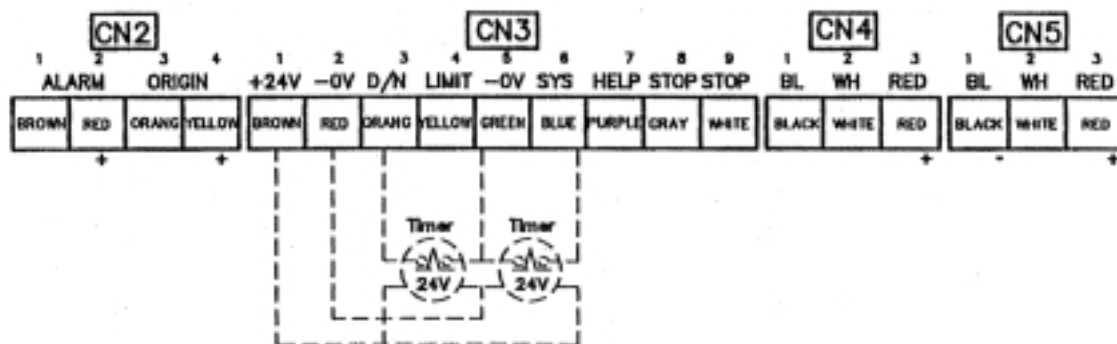 CN2 CN3 CN4 CN5
1 2 3 4 1 2 3 4 5 6 7 8 9 1 2 3 1 2 3
ALARM ORIGIN +24V -0V D/N LIMIT -0V SYS HELP STOP STOP BL WH RED BL WH RED
BROWN RED ORANG YELLOW BROWN RED ORANG YELLOW GREEN BLUE PURPLE GRAY WHITE BLACK WHITE RED BLACK WHITE RED
+ + + - +
Timer Timer
24V 24V